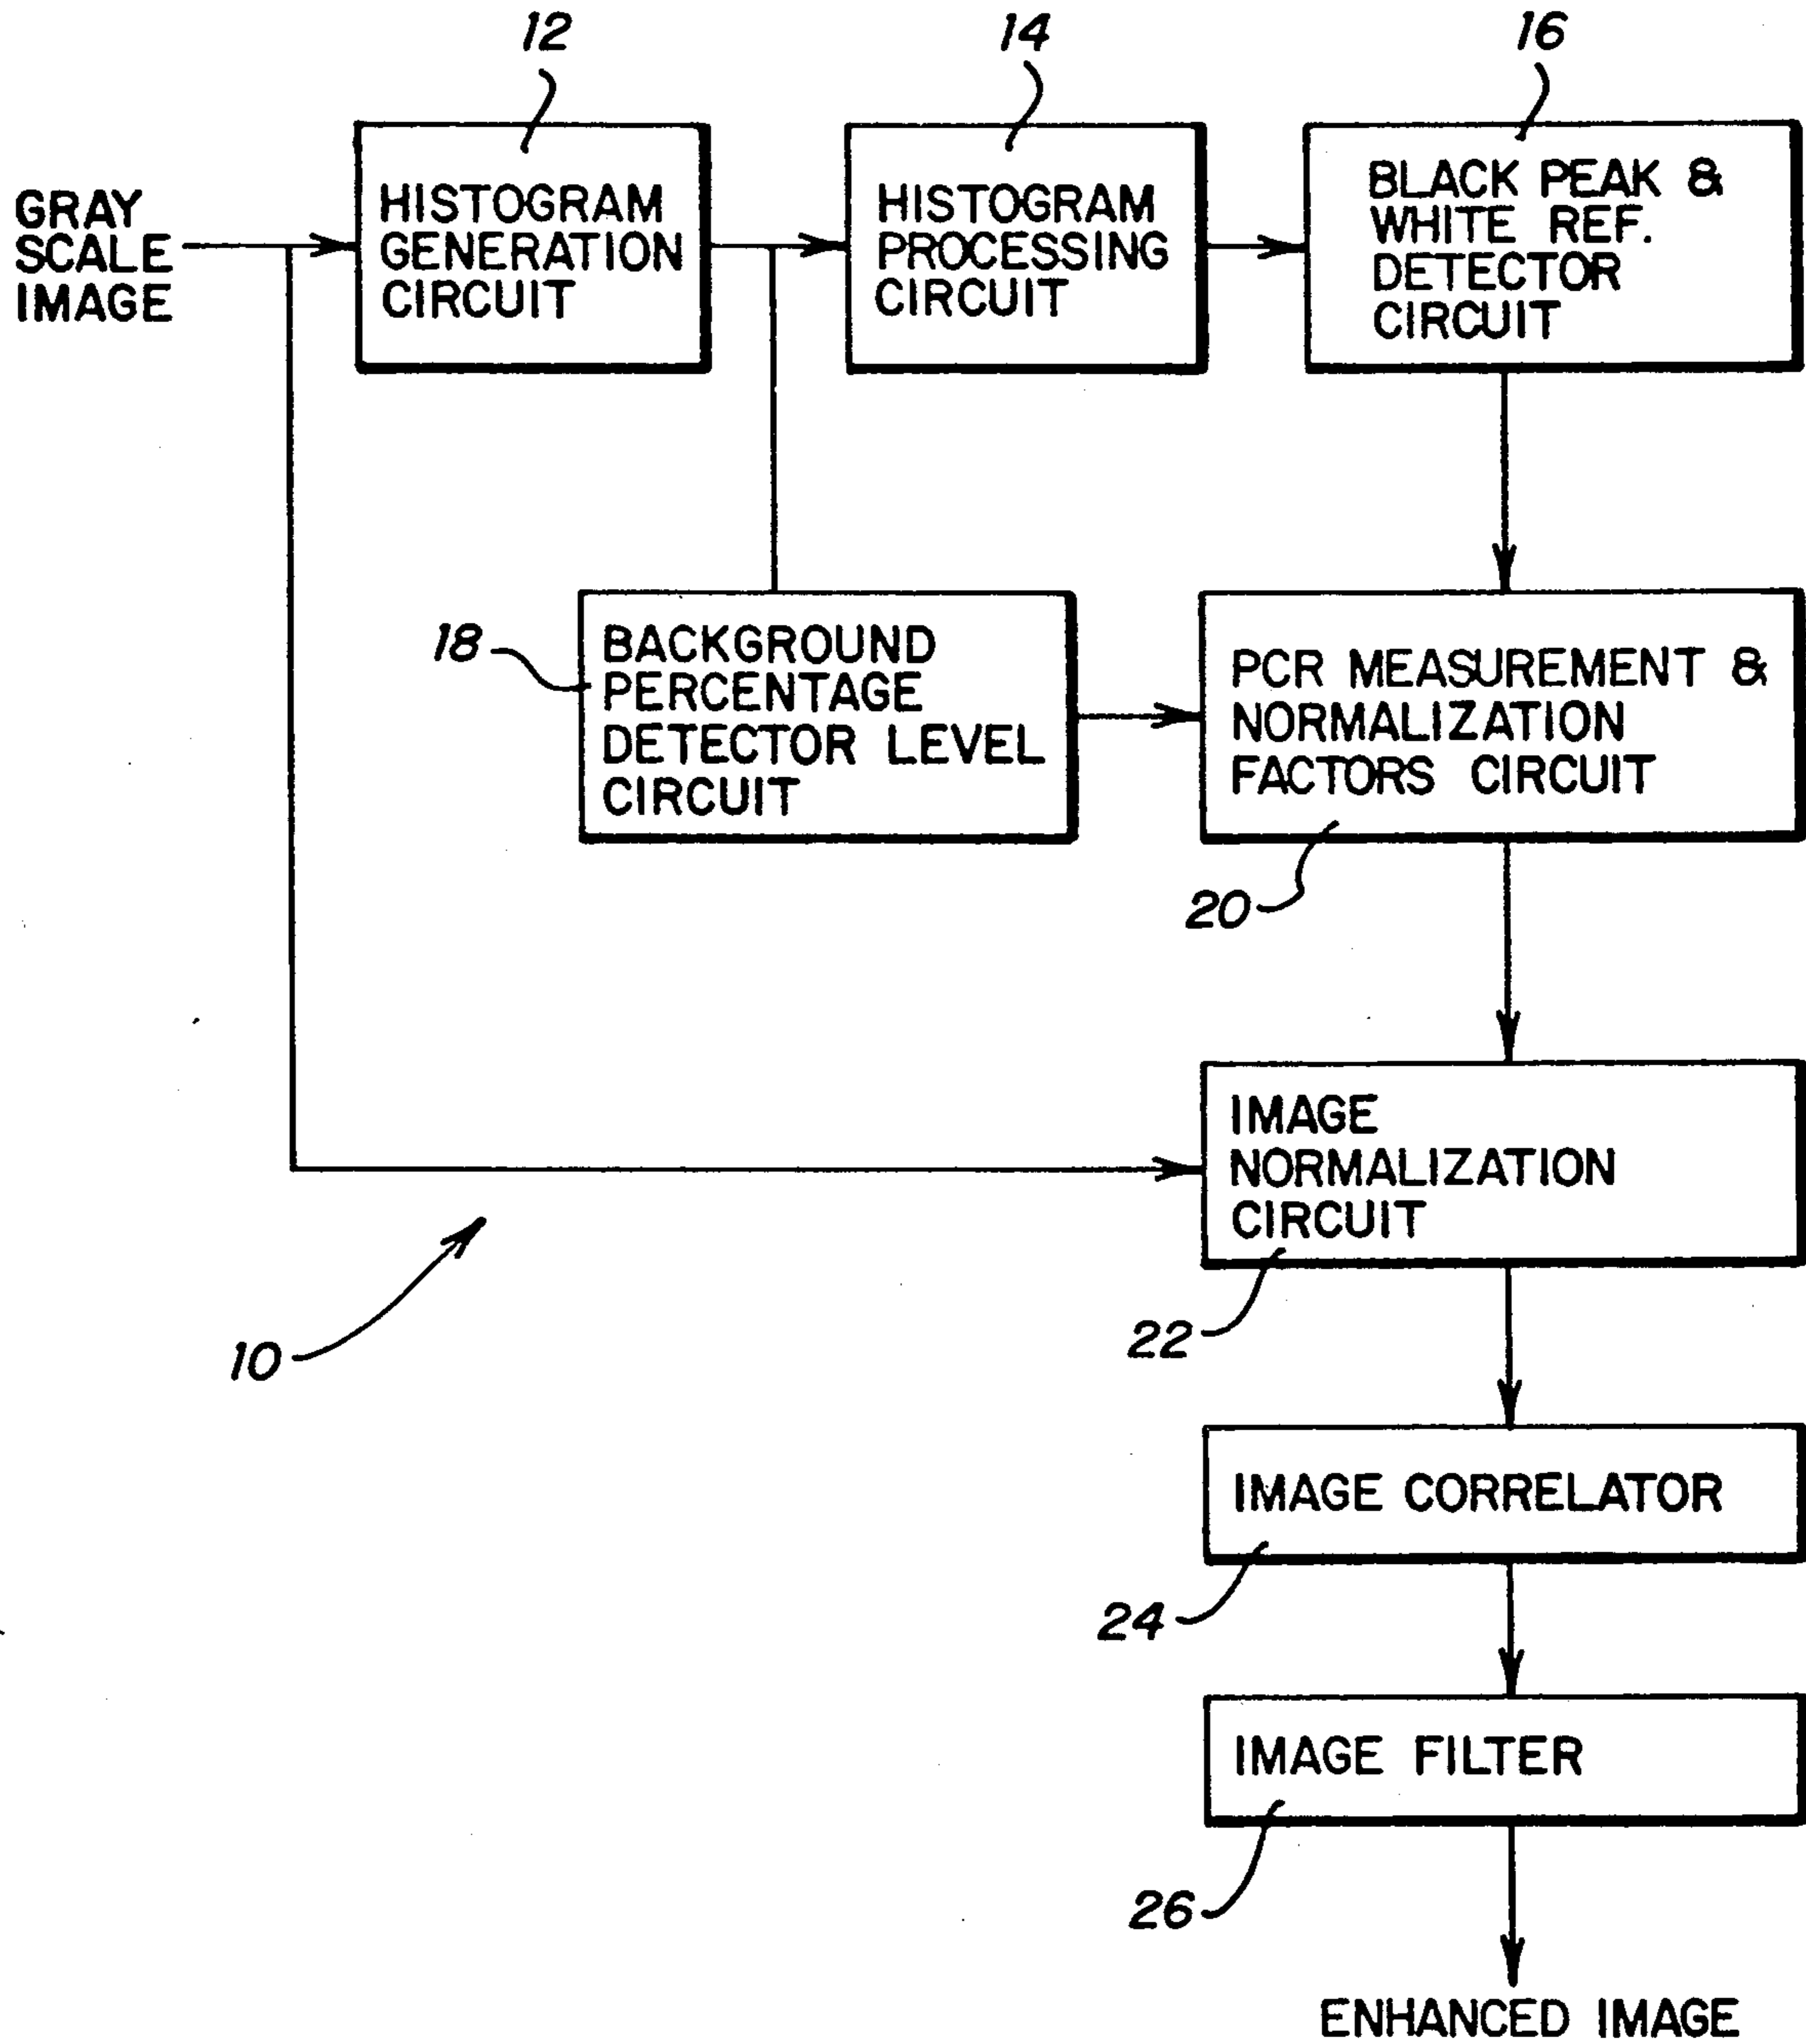 12
14
16
GRAY
SCALE
IMAGE
HISTOGRAM
GENERATION
CIRCUIT
HISTOGRAM
PROCESSING
CIRCUIT
BLACK PEAK &
WHITE REF.
DETECTOR
CIRCUIT
18
BACKGROUND
PERCENTAGE
DETECTOR LEVEL
CIRCUIT
PCR MEASUREMENT &
NORMALIZATION
FACTORS CIRCUIT
20
IMAGE
NORMALIZATION
CIRCUIT
22
10
IMAGE CORRELATOR
24
IMAGE FILTER
26
ENHANCED IMAGE